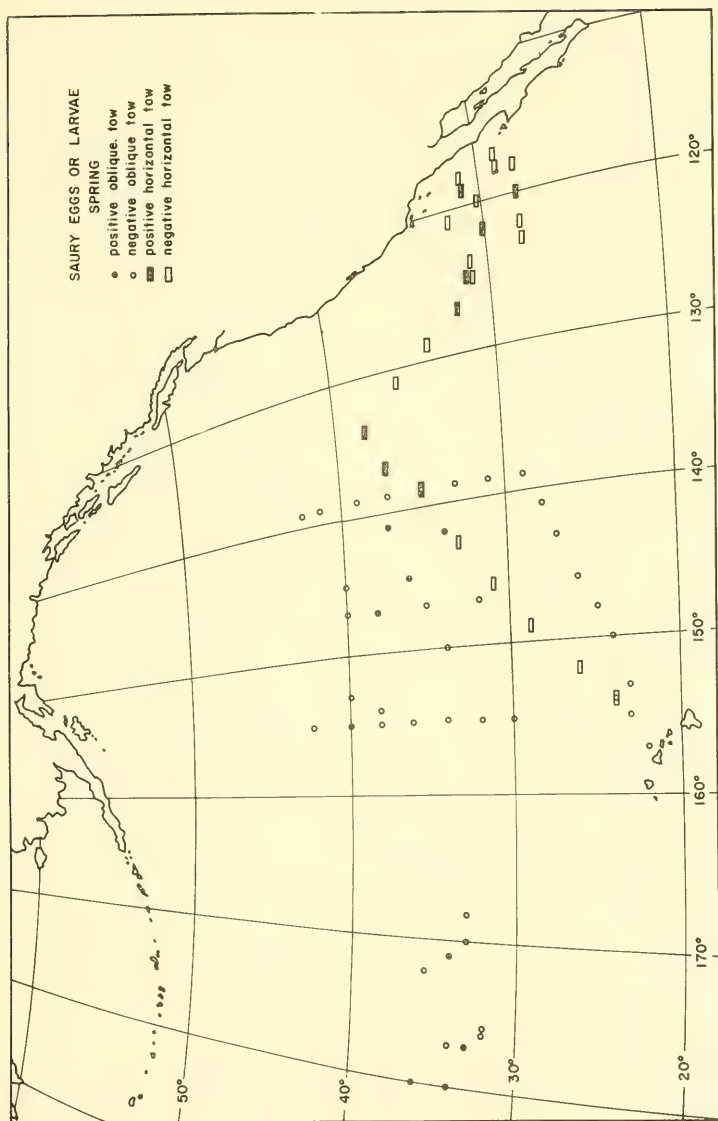 SAURY EGGS OR LARVAE
SPRING
positive oblique. tow
negative oblique tow
positive horizontal tow
negative horizontal tow
50°
40°
30°
20°
170°
160°
150°
140°
130°
120°